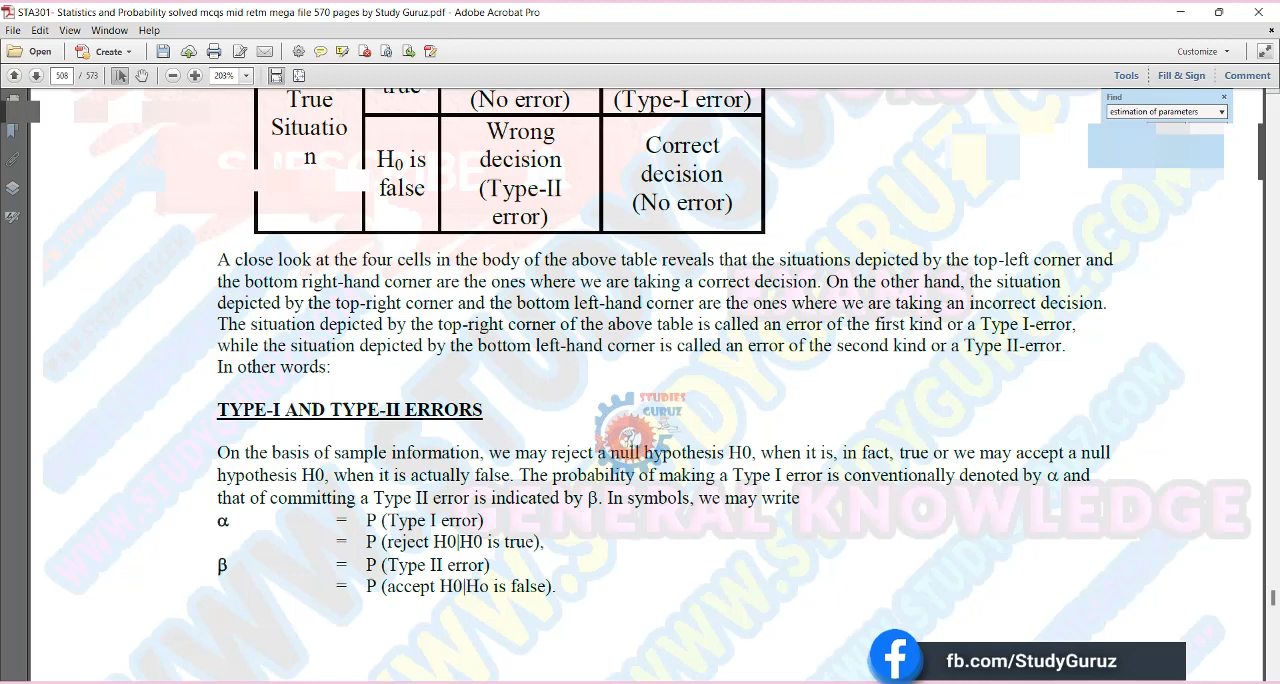 STA301- Statistics and Probability solved mcqs mid retm mega file 570 pages by Study Guruz.pdf - Adobe Acrobat Pro
File Edit View Window Help
Open Create Customize
508 / 573 203% Tools Fill & Sign Comment
Find
estimation of parameters
True
Situatio
n
true
(No error)
(Type-I error)
H0 is
false
Wrong
decision
(Type-II
error)
Correct
decision
(No error)
A close look at the four cells in the body of the above table reveals that the situations depicted by the top-left corner and
the bottom right-hand corner are the ones where we are taking a correct decision. On the other hand, the situation
depicted by the top-right corner and the bottom left-hand corner are the ones where we are taking an incorrect decision.
The situation depicted by the top-right corner of the above table is called an error of the first kind or a Type I-error,
while the situation depicted by the bottom left-hand corner is called an error of the second kind or a Type II-error.
In other words:
TYPE-I AND TYPE-II ERRORS
STUDIES
GURUZ
On the basis of sample information, we may reject a null hypothesis H0, when it is, in fact, true or we may accept a null
hypothesis H0, when it is actually false. The probability of making a Type I error is conventionally denoted by α and
that of committing a Type II error is indicated by β. In symbols, we may write
α = P (Type I error)
= P (reject H0|H0 is true),
β = P (Type II error)
= P (accept H0|Ho is false).
GENERAL KNOWLEDGE
fb.com/StudyGuruz